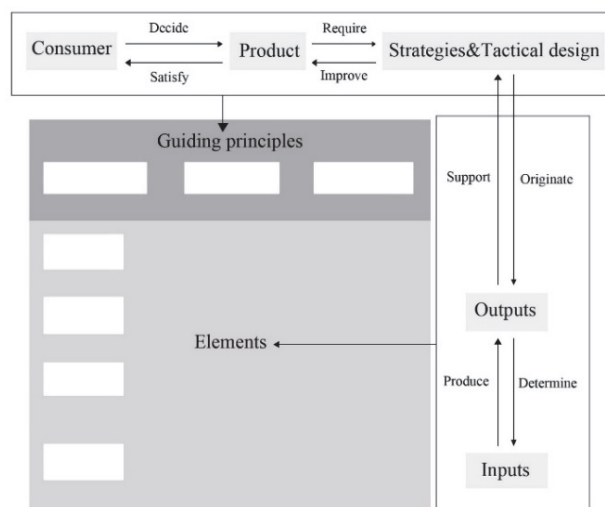 Decide
Require
Consumer
Product
Strategies&Tactical design
Satisfy
Improve
Guiding principles
Support
Originate
Outputs
Elements
Produce
Determine
Inputs